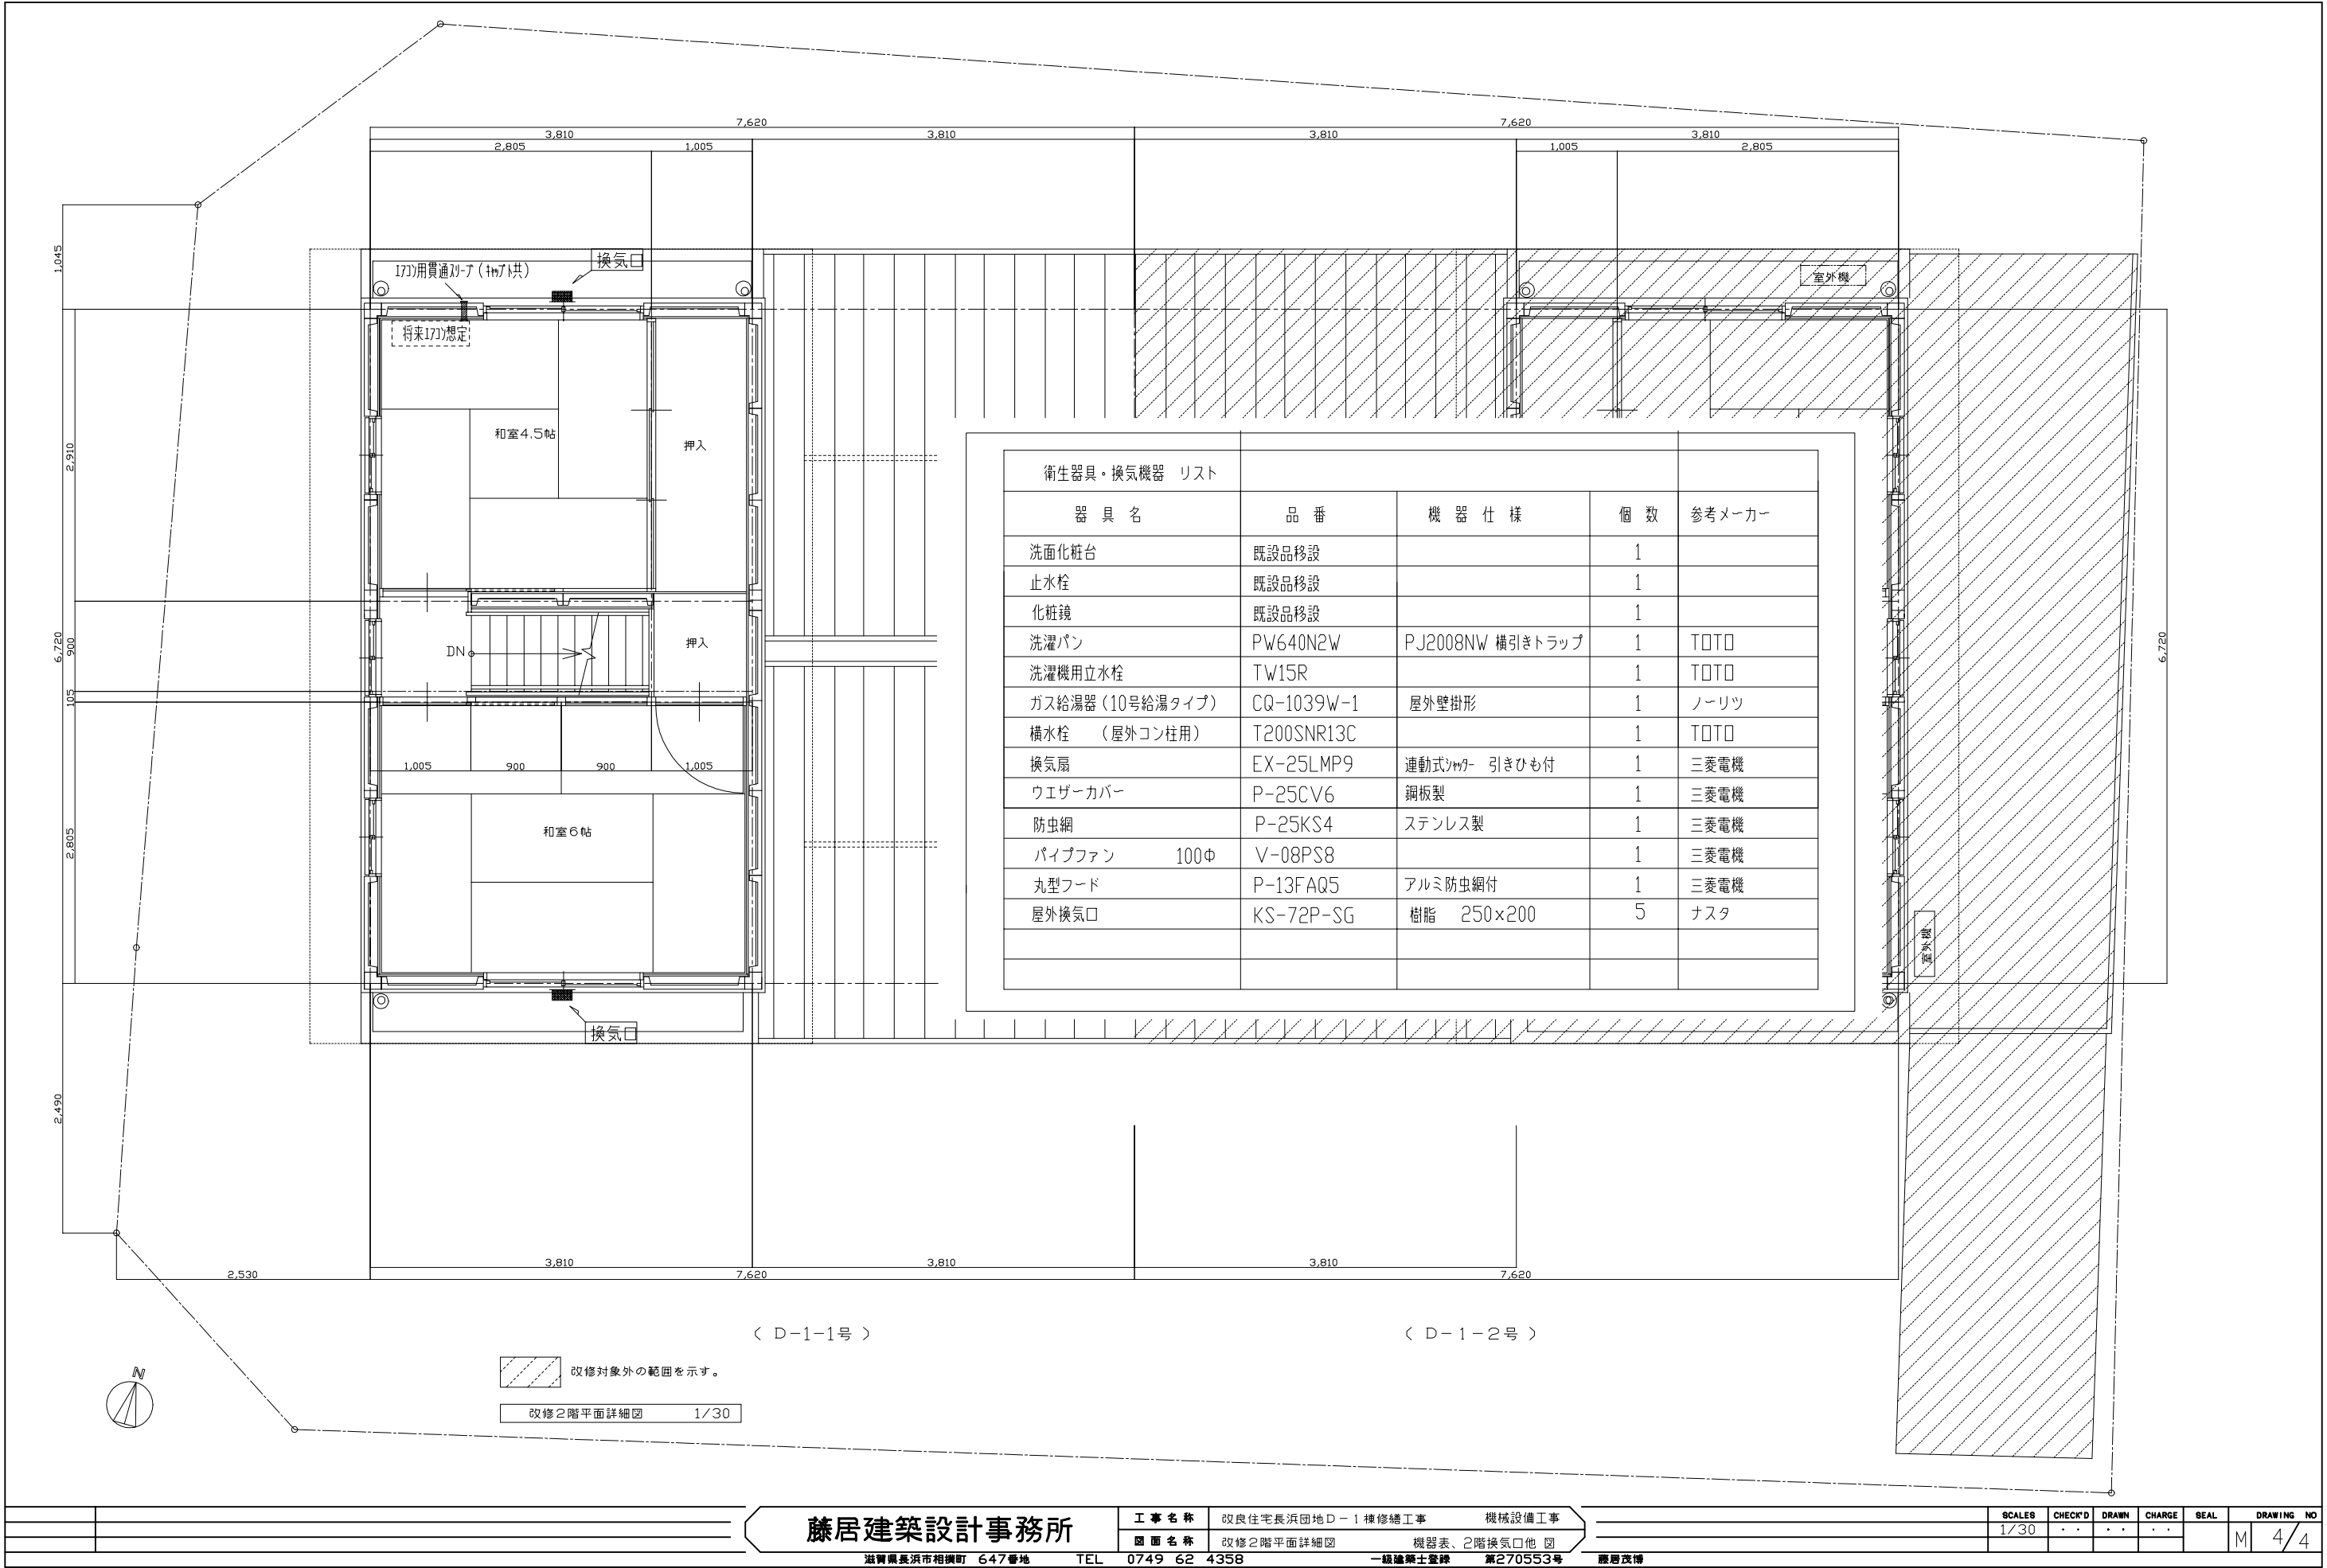 7,620 7,620
3,810 3,810 3,810 3,810
2,805 1,005 1,005 2,805
1,045
ｴｱｺﾝ用貫通ｽﾘｰﾌﾞ(ｷｬｯﾌﾟ共)
換気口
室外機
将来ｴｱｺﾝ想定
和室4.5帖
押入
2,910
衛生器具・換気機器 リスト
器 具 名 品 番 機 器 仕 様 個 数 参考メーカー
洗面化粧台 既設品移設 1
止水栓 既設品移設 1
化粧鏡 既設品移設 1
洗濯パン PW640N2W PJ2008NW 横引きトラップ 1 TOTO
洗濯機用立水栓 TW15R 1 TOTO
ガス給湯器(10号給湯タイプ) CQ-1039W-1 屋外壁掛形 1 ノーリツ
横水栓 (屋外コン柱用) T200SNR13C 1 TOTO
換気扇 EX-25LMP9 連動式ｼｬｯﾀｰ 引きひも付 1 三菱電機
ウエザーカバー P-25CV6 鋼板製 1 三菱電機
防虫網 P-25KS4 ステンレス製 1 三菱電機
パイプファン 100Φ V-08PS8 1 三菱電機
丸型フード P-13FAQ5 アルミ防虫網付 1 三菱電機
屋外換気口 KS-72P-SG 樹脂 250×200 5 ナスタ
DN
押入
6,720
900
105
6,720
1,005 900 900 1,005
和室6帖
2,805
室外機
換気口
2,490
3,810 3,810 3,810
2,530 7,620 7,620
( D-1-1号 ) ( D-1-2号 )
改修対象外の範囲を示す。
N
改修2階平面詳細図 1/30
藤居建築設計事務所
工事名称 改良住宅長浜団地D-1棟修繕工事 機械設備工事
図面名称 改修2階平面詳細図 機器表、2階換気口他 図
滋賀県長浜市相撲町 647番地 TEL 0749 62 4358 一級建築士登録 第270553号 藤居茂博
SCALES CHECK'D DRAWN CHARGE SEAL DRAWING NO
1/30 M 4/4